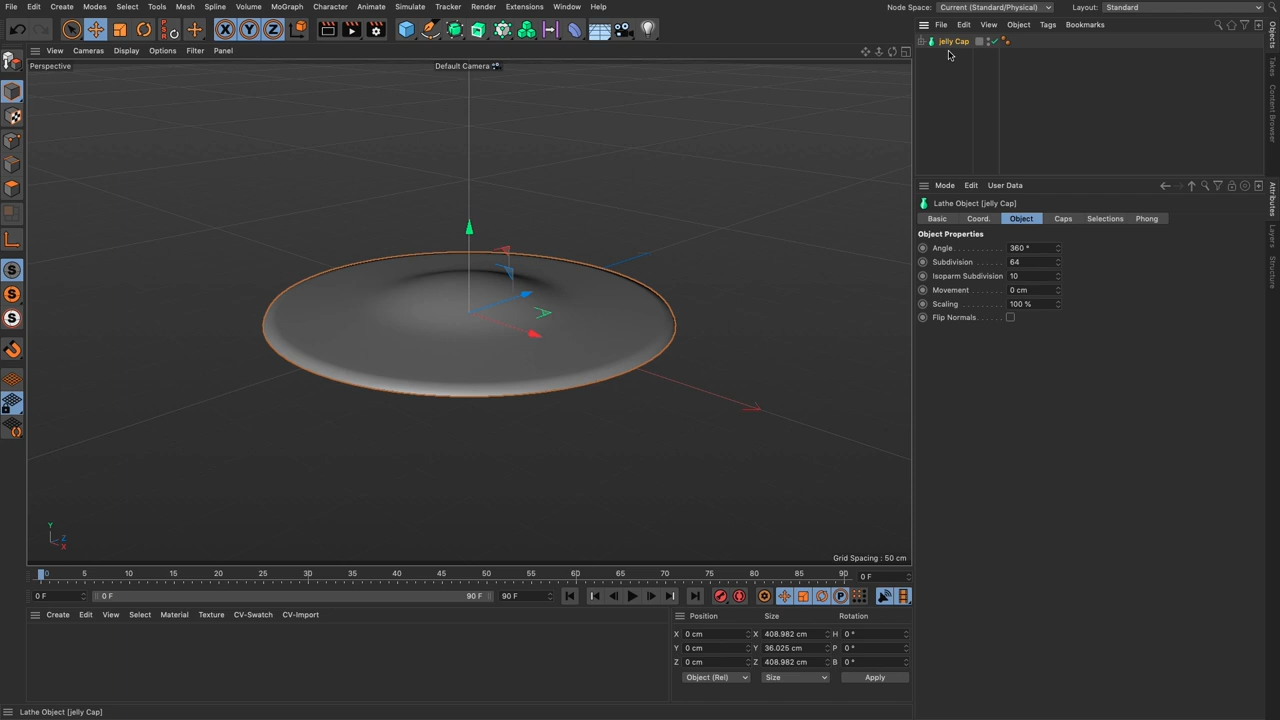 File Edit Create Modes Select Tools Mesh Spline Volume MoGraph Character Animate Simulate Tracker Render Extensions Window Help Node Space: Current (Standard/Physical) Layout: Standard
File Edit View Object Tags Bookmarks
X Y Z
jelly Cap
View Cameras Display Options Filter Panel
Perspective
Default Camera
Objects
Takes
Content Browser
Attributes
Layers
Structure
Mode Edit User Data
Lathe Object [jelly Cap]
Basic Coord. Object Caps Selections Phong
Object Properties
Angle 360 °
Subdivision 64
Isoparm Subdivision 10
Movement 0 cm
Scaling 100 %
Flip Normals
S
S
S
Y
Z
X
Grid Spacing : 50 cm
0 5 10 15 20 25 30 35 40 45 50 55 60 65 70 75 80 85 90 0 F
0 F 0 F 90 F 90 F P
Create Edit View Select Material Texture CV-Swatch CV-Import
Position Size Rotation
X 0 cm X 408.982 cm H 0 °
Y 0 cm Y 36.025 cm P 0 °
Z 0 cm Z 408.982 cm B 0 °
Object (Rel) Size Apply
Lathe Object [jelly Cap]